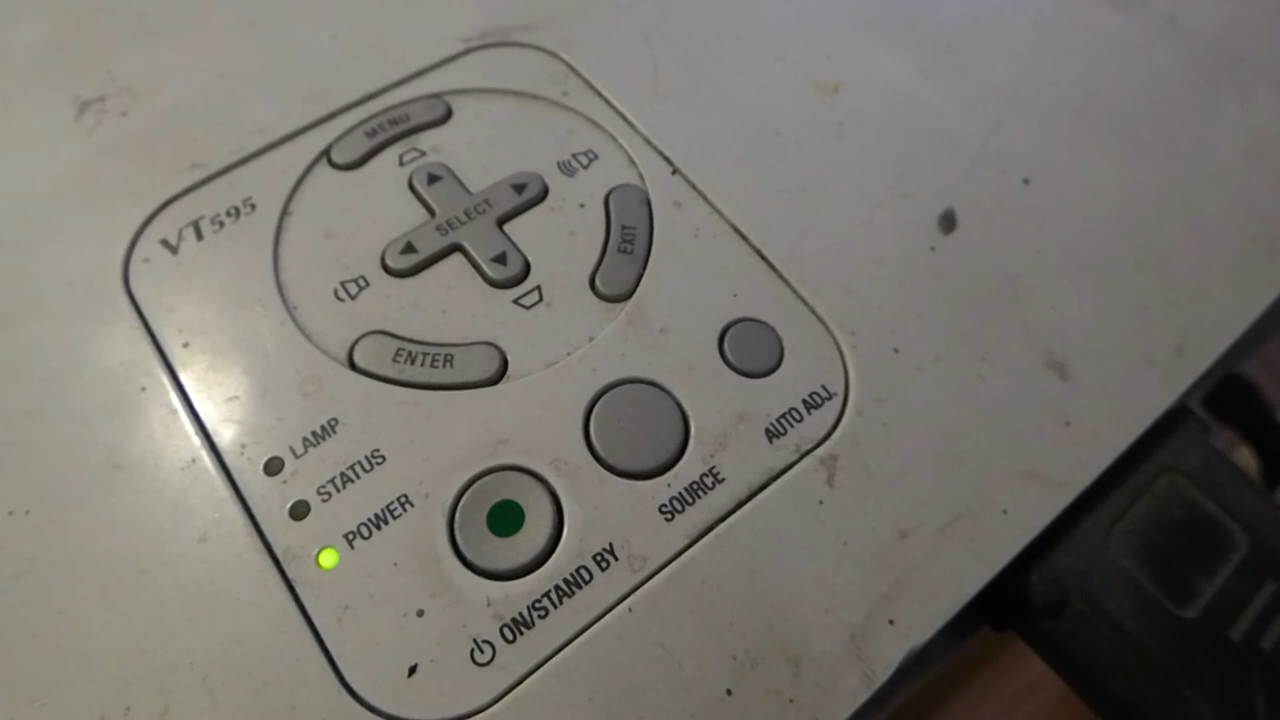 VT595
MENU
SELECT
EXIT
ENTER
LAMP
STATUS
POWER
ON/STAND BY
SOURCE
AUTO ADJ.